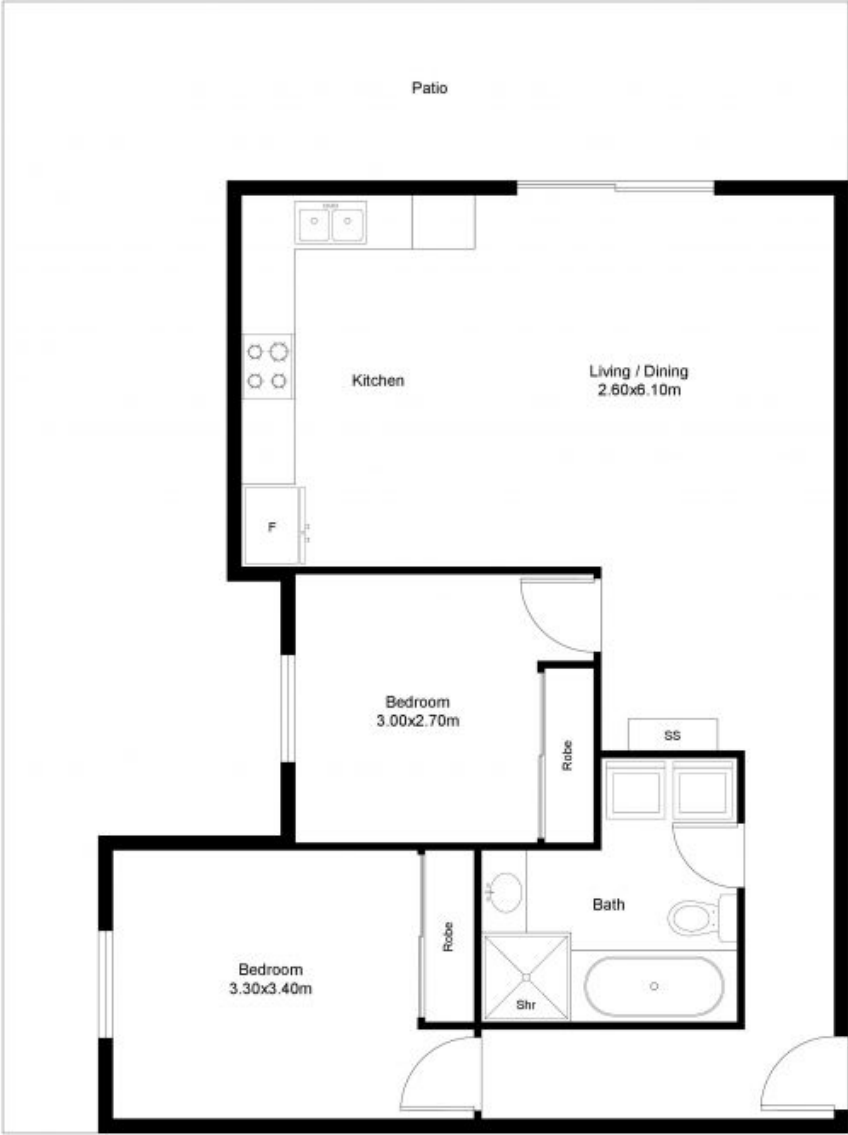 Patio
Kitchen
Living / Dining
2.60x6.10m
F
Bedroom
3.00x2.70m
Robe
SS
Bath
Robe
Bedroom
3.30x3.40m
Shr